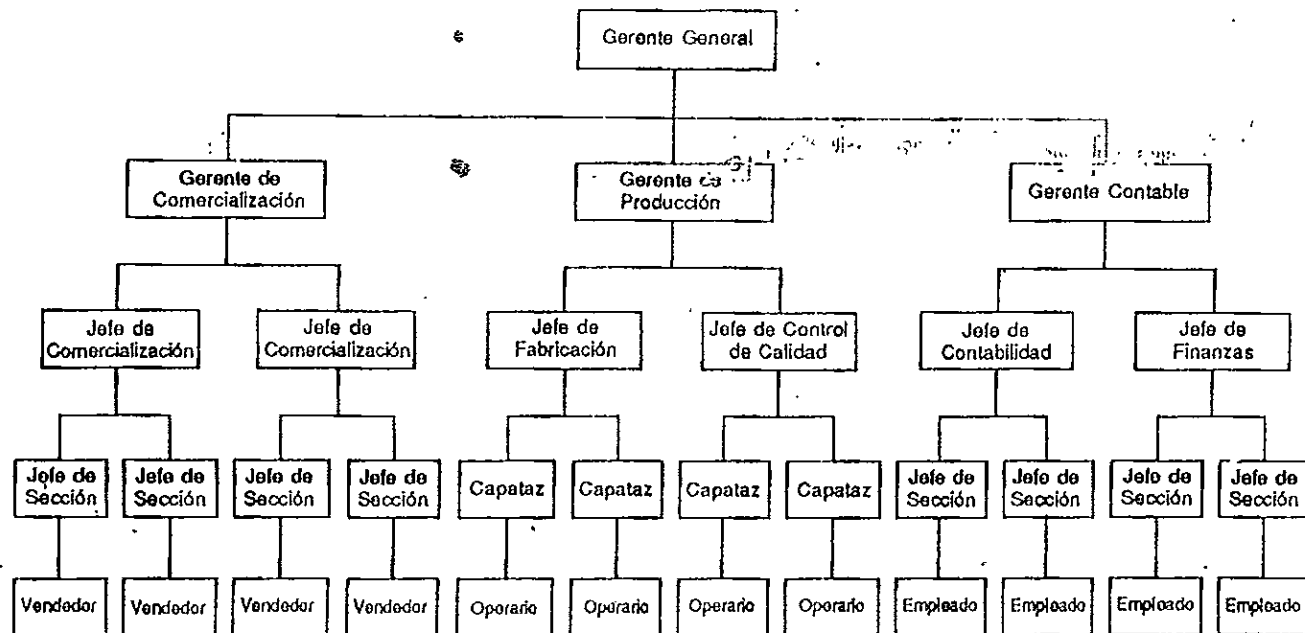 Gerente General
Gerente de
Comercialización
Gerente de
Producción
Gerente Contable
Jefe de
Comercialización
Jefe de
Comercialización
Jefe de
Fabricación
Jefe de Control
de Calidad
Jefe de
Contabilidad
Jefe de
Finanzas
Jefe de
Sección
Jefe de
Sección
Jefe de
Sección
Jefe de
Sección
Capataz
Capataz
Capataz
Capataz
Jefe de
Sección
Jefe de
Sección
Jefe de
Sección
Jefe de
Sección
Vendedor
Vendedor
Vendedor
Vendedor
Operario
Operario
Operario
Operario
Empleado
Empleado
Empleado
Empleado